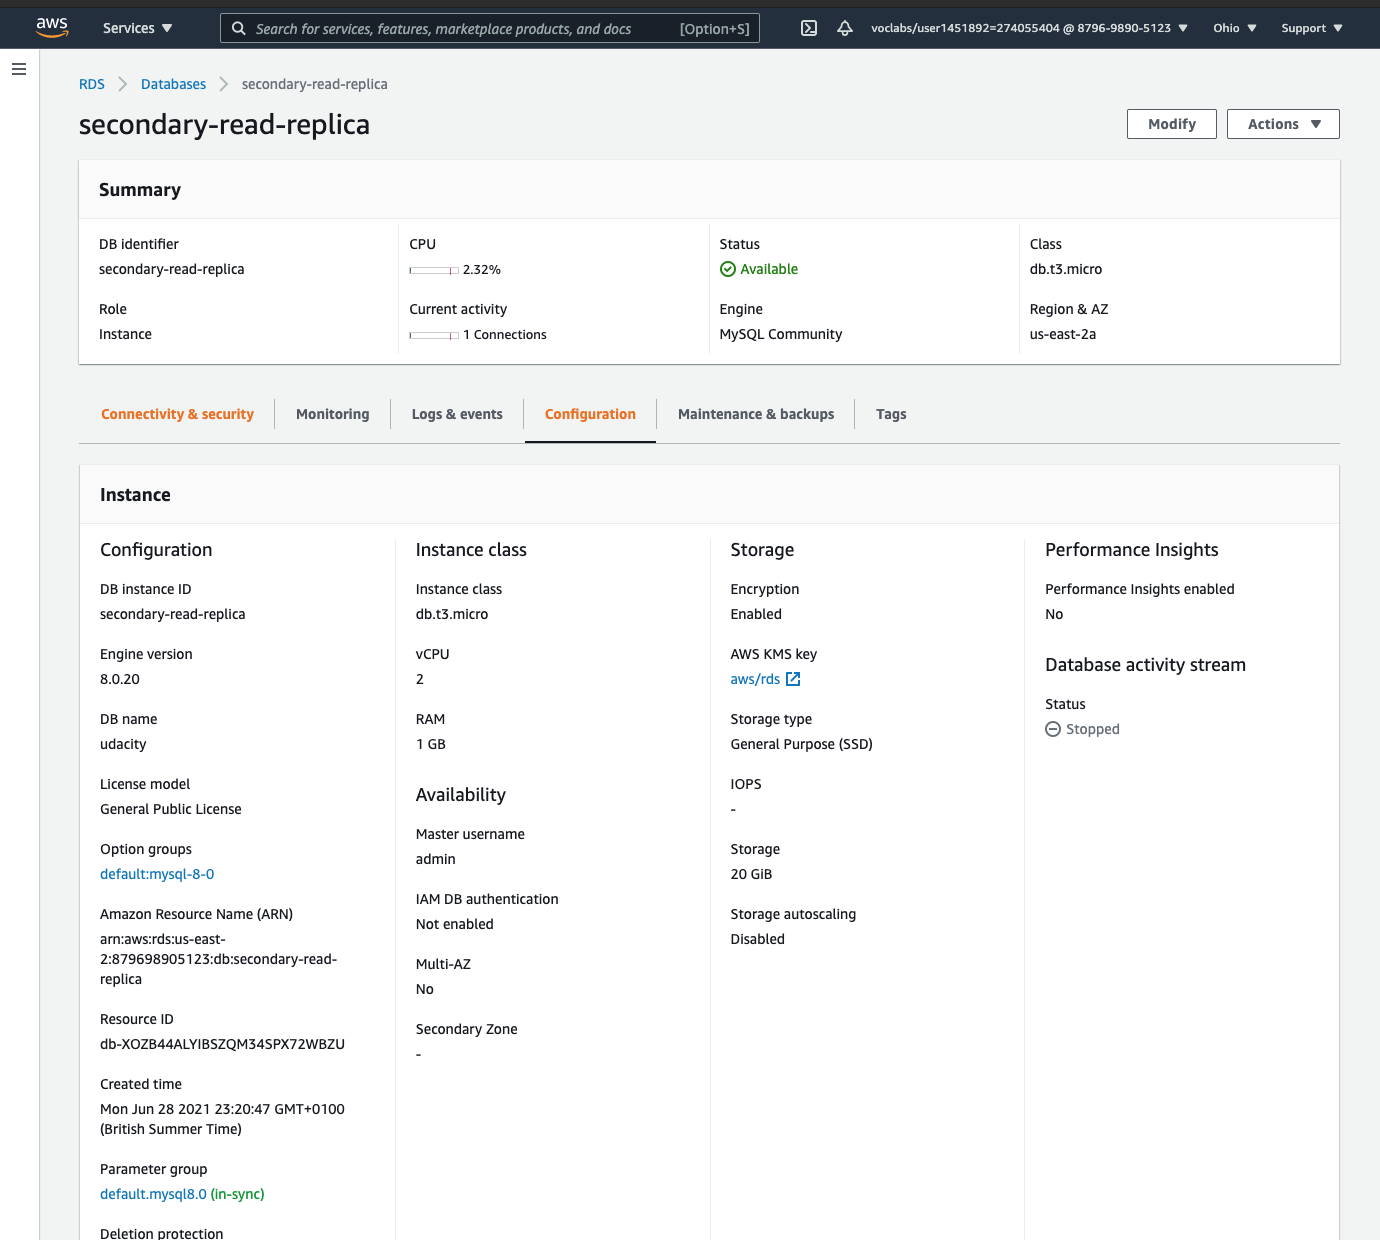 aws
Services
Search for services, features, marketplace products, and docs
[Option+S]
voclabs/user1451892=274055404 @ 8796-9890-5123
Ohio
Support
RDS
Databases
secondary-read-replica
secondary-read-replica
Modify
Actions
Summary
DB identifier
secondary-read-replica
Role
Instance
CPU
2.32%
Current activity
1 Connections
Status
Available
Engine
MySQL Community
Class
db.t3.micro
Region & AZ
us-east-2a
Connectivity & security
Monitoring
Logs & events
Configuration
Maintenance & backups
Tags
Instance
Configuration
DB instance ID
secondary-read-replica
Engine version
8.0.20
DB name
udacity
License model
General Public License
Option groups
default:mysql-8-0
Amazon Resource Name (ARN)
arn:aws:rds:us-east-
2:879698905123:db:secondary-read-
replica
Resource ID
db-XOZB44ALYIBSZQM34SPX72WBZU
Created time
Mon Jun 28 2021 23:20:47 GMT+0100
(British Summer Time)
Parameter group
default.mysql8.0 (in-sync)
Deletion protection
Instance class
Instance class
db.t3.micro
vCPU
2
RAM
1 GB
Availability
Master username
admin
IAM DB authentication
Not enabled
Multi-AZ
No
Secondary Zone
-
Storage
Encryption
Enabled
AWS KMS key
aws/rds
Storage type
General Purpose (SSD)
IOPS
-
Storage
20 GiB
Storage autoscaling
Disabled
Performance Insights
Performance Insights enabled
No
Database activity stream
Status
Stopped